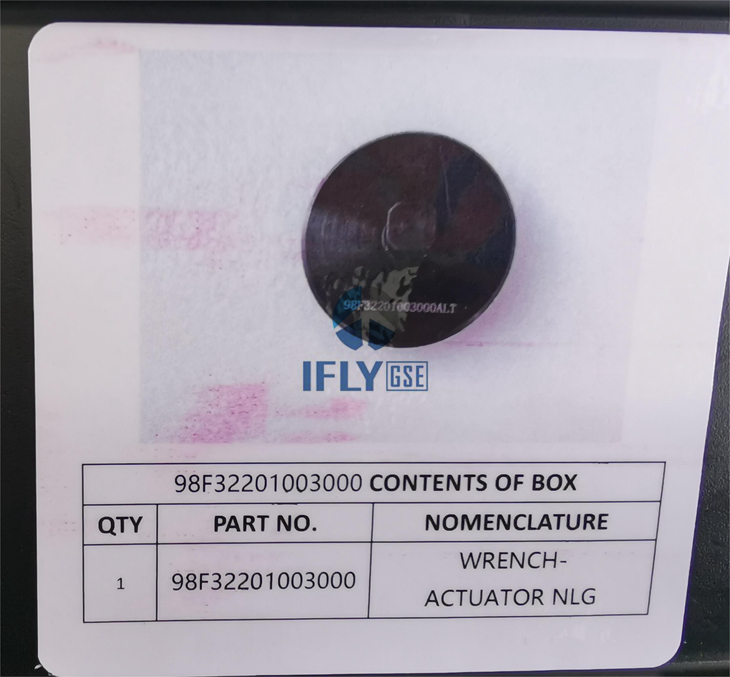 98F32201003000ALT
IFLY GSE
98F32201003000 CONTENTS OF BOX
QTY PART NO. NOMENCLATURE
1 98F32201003000 WRENCH-
ACTUATOR NLG